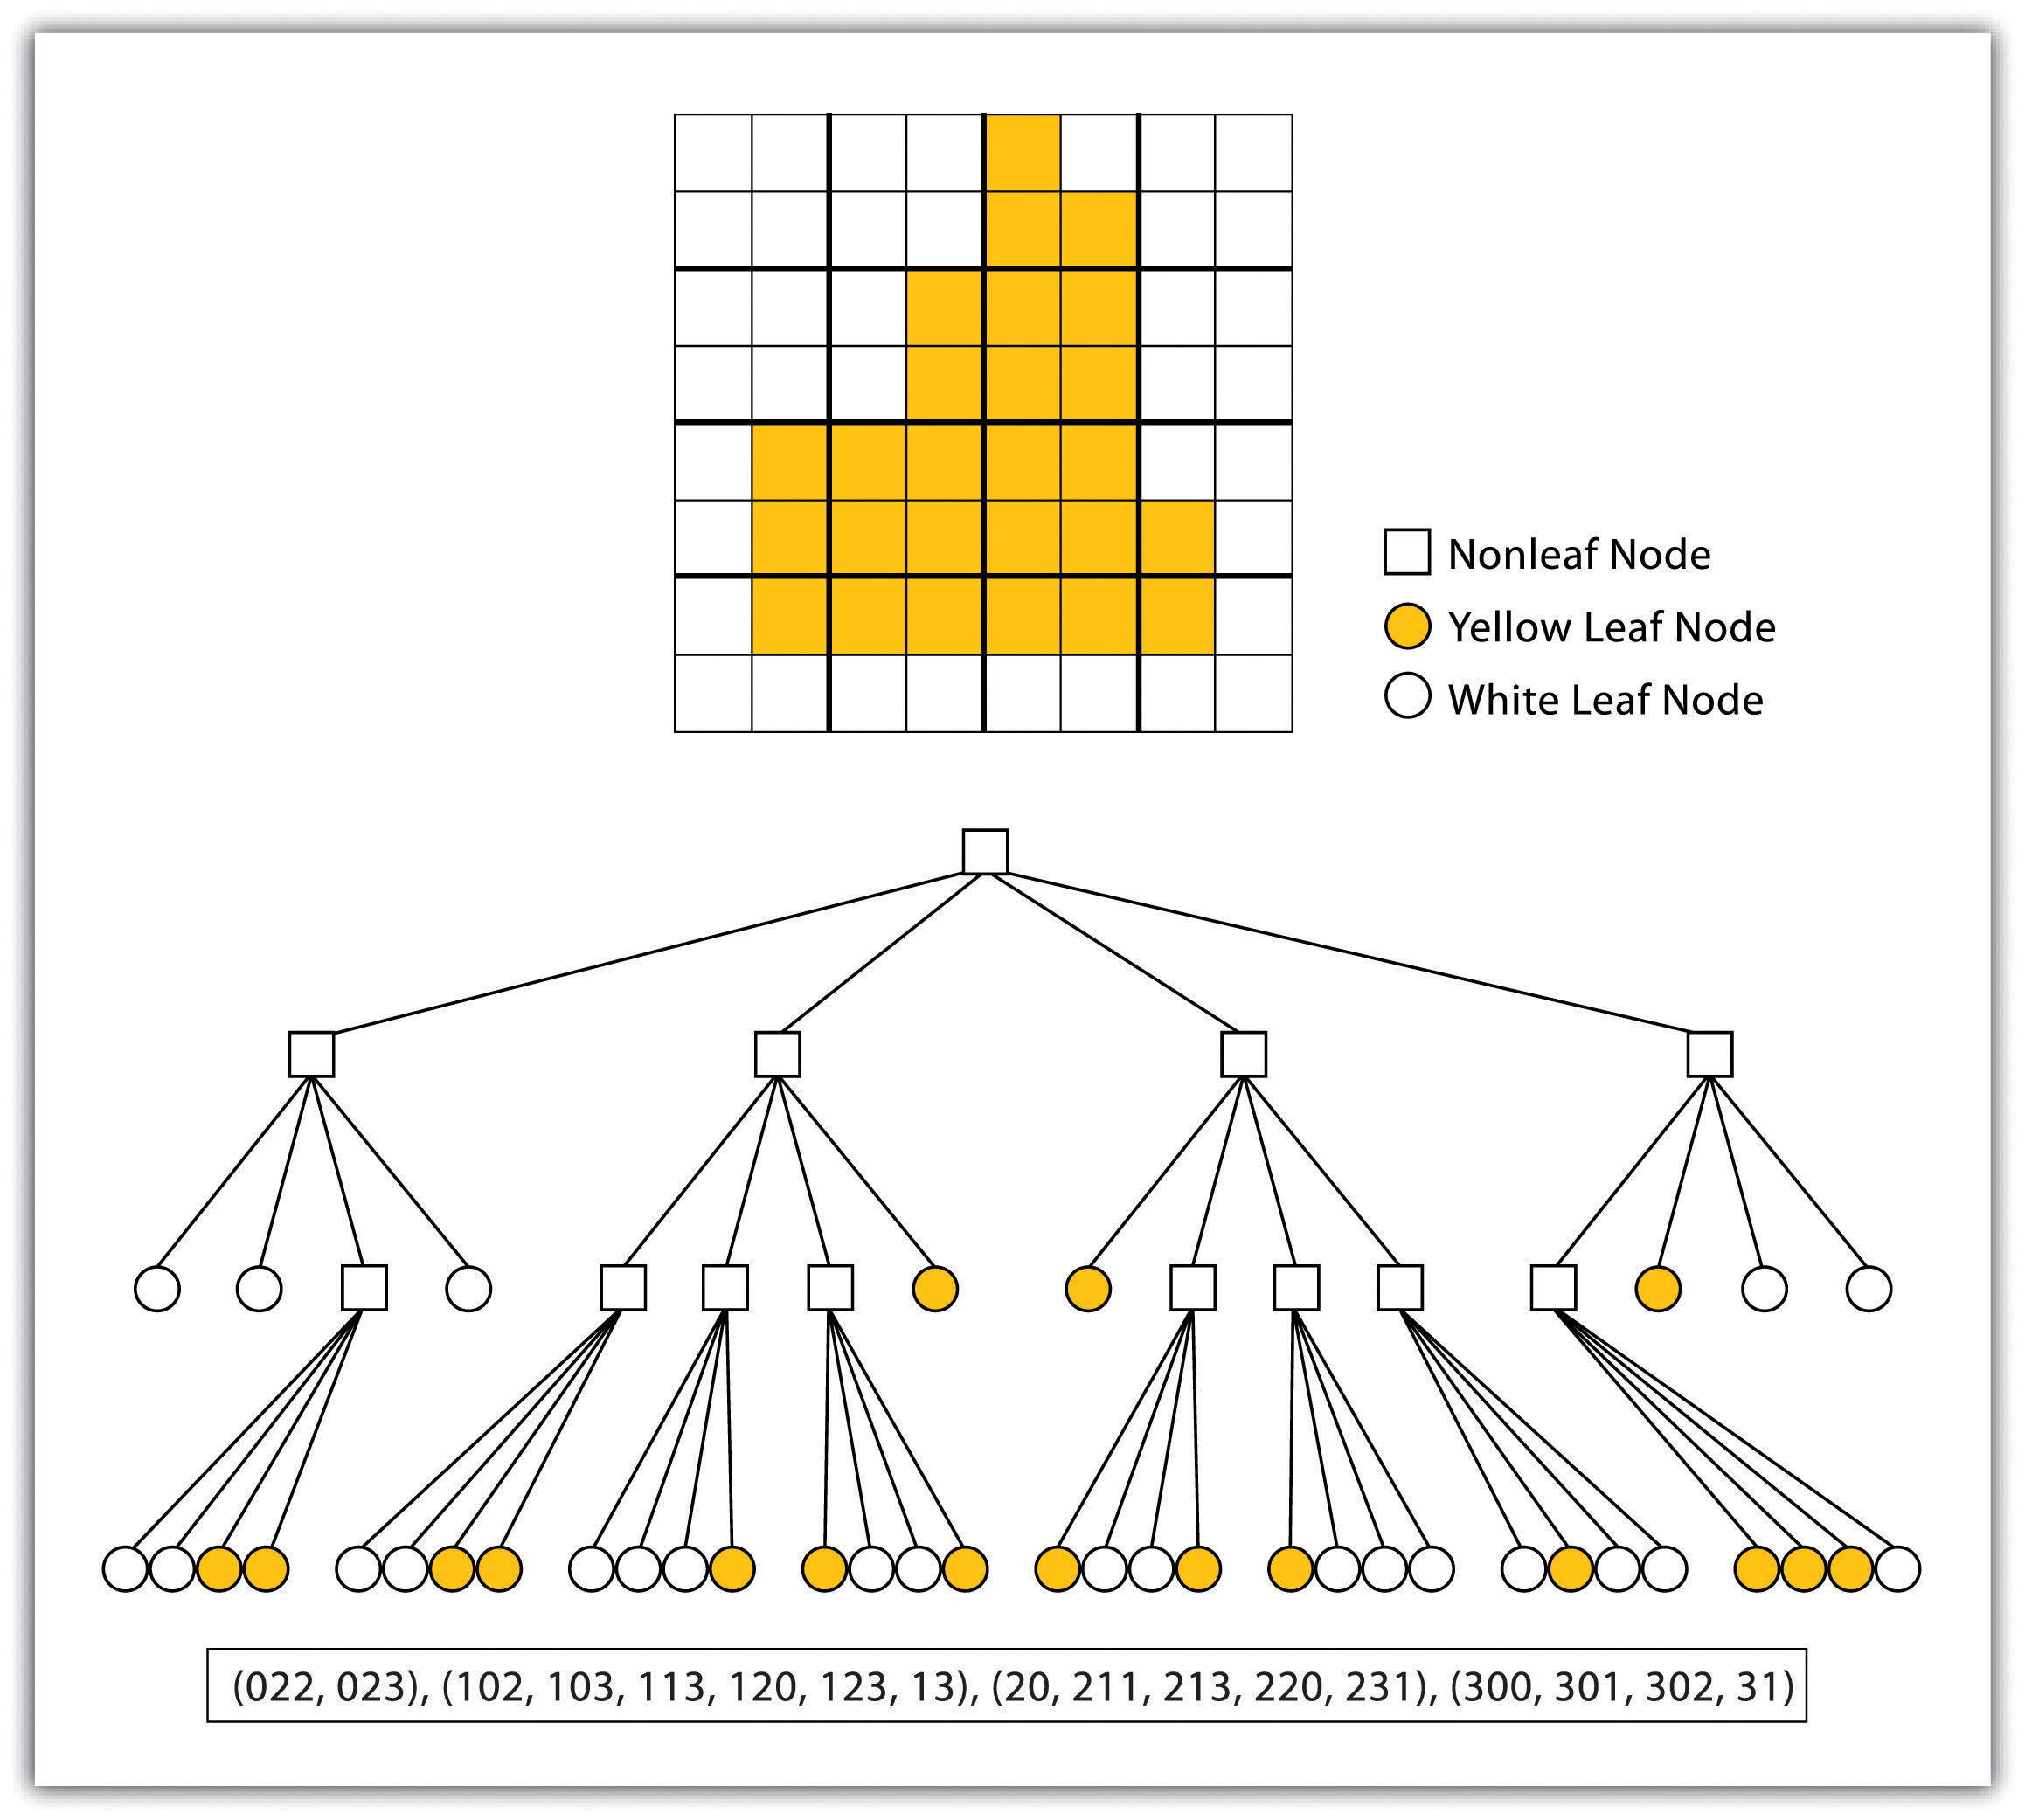 Nonleaf Node
Yellow Leaf Node
White Leaf Node
(022, 023), (102, 103, 113, 120, 123, 13), (20, 211, 213, 220, 231), (300, 301, 302, 31)